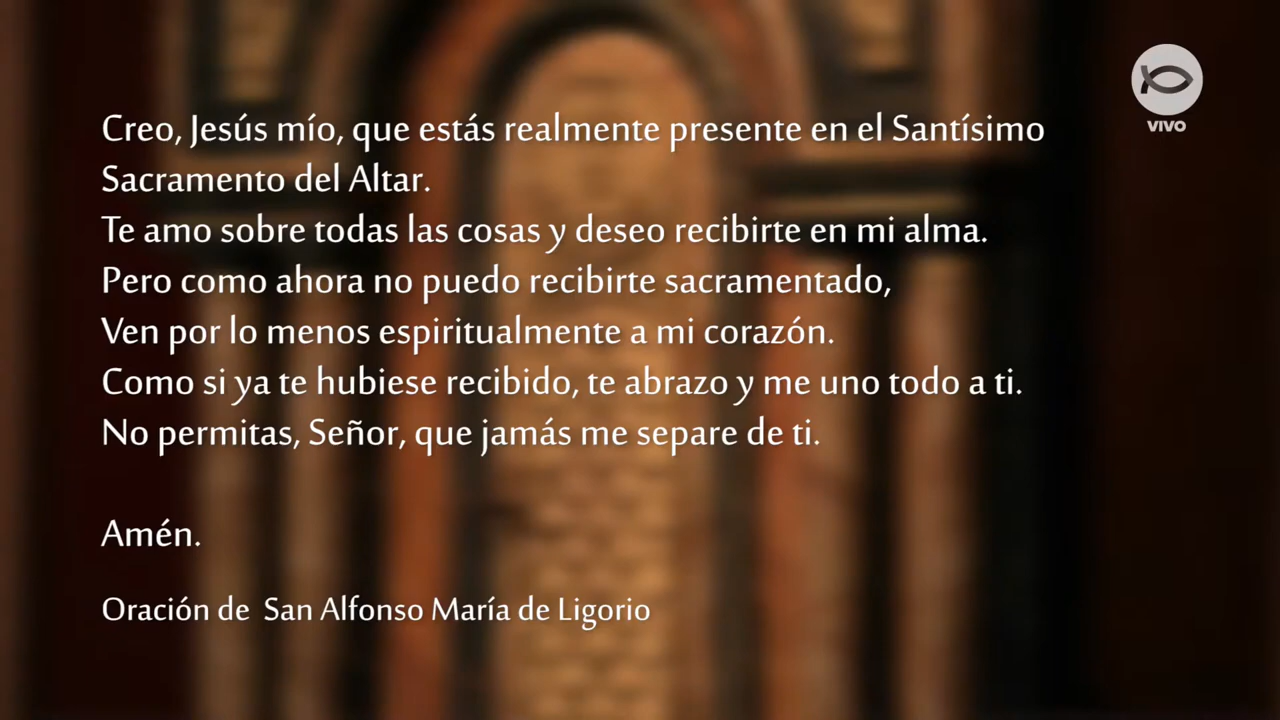 Creo, Jesús mío, que estás realmente presente en el Santísimo
Sacramento del Altar.
Te amo sobre todas las cosas y deseo recibirte en mi alma.
Pero como ahora no puedo recibirte sacramentado,
Ven por lo menos espiritualmente a mi corazón.
Como si ya te hubiese recibido, te abrazo y me uno todo a ti.
No permitas, Señor, que jamás me separe de ti.
Amén.
Oración de San Alfonso María de Ligorio
VIVO